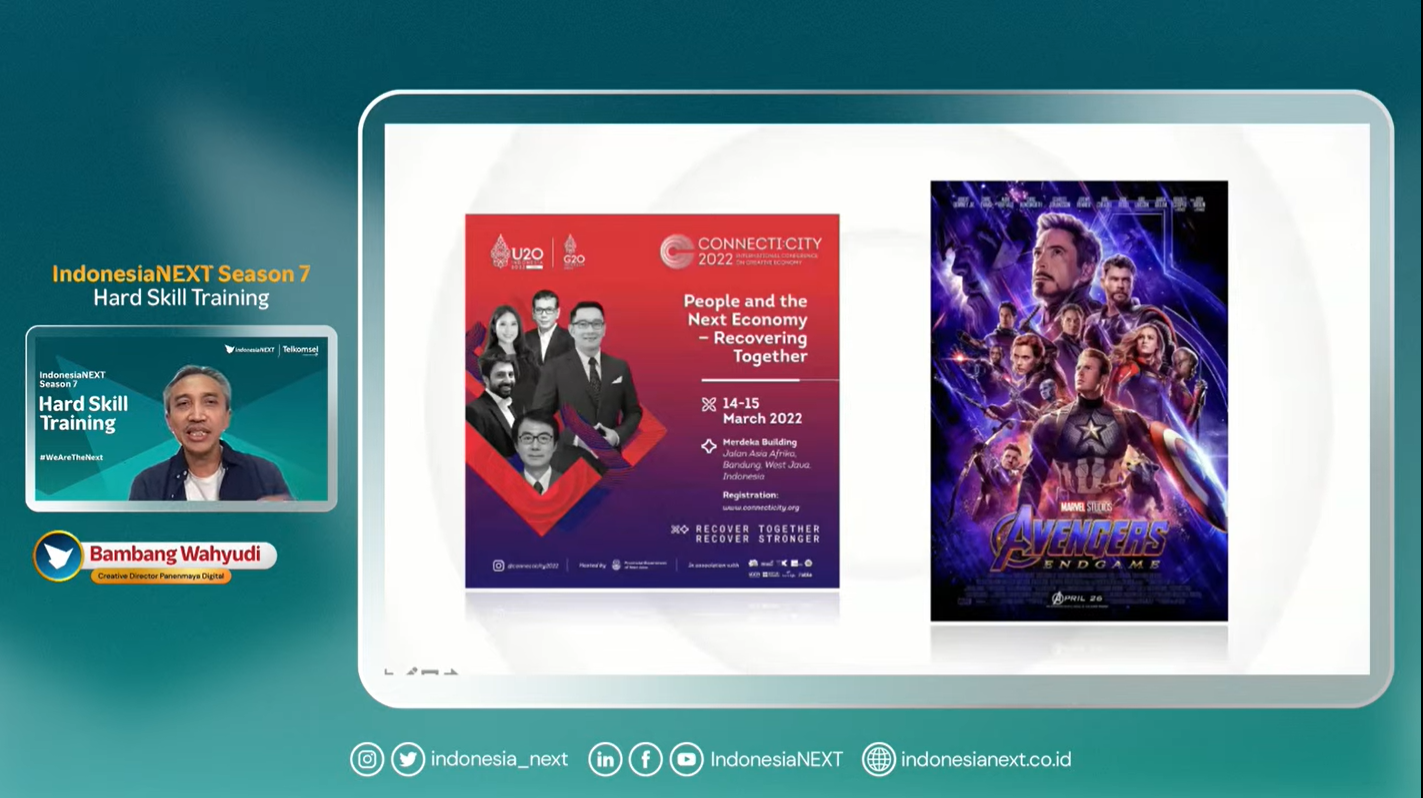 IndonesiaNEXT Season 7
Hard Skill Training
IndonesiaNEXT | Telkomsel
IndonesiaNEXT
Season 7
Hard Skill
Training
#WeAreTheNext
Bambang Wahyudi
Creative Director Panenmaya Digital
U20
G20
CONNECTI:CITY
2022 INTERNATIONAL CONFERENCE
ON CREATIVE ECONOMY
People and the
Next Economy
– Recovering
Together
14-15
March 2022
Merdeka Building
Jalan Asia Afrika,
Bandung, West Java,
Indonesia
Registration:
www.connecticity.org
RECOVER TOGETHER
RECOVER STRONGER
@connecticity2022
Hosted by
In association with
MARVEL STUDIOS
AVENGERS
ENDGAME
APRIL 26
indonesia_next
IndonesiaNEXT
indonesianext.co.id